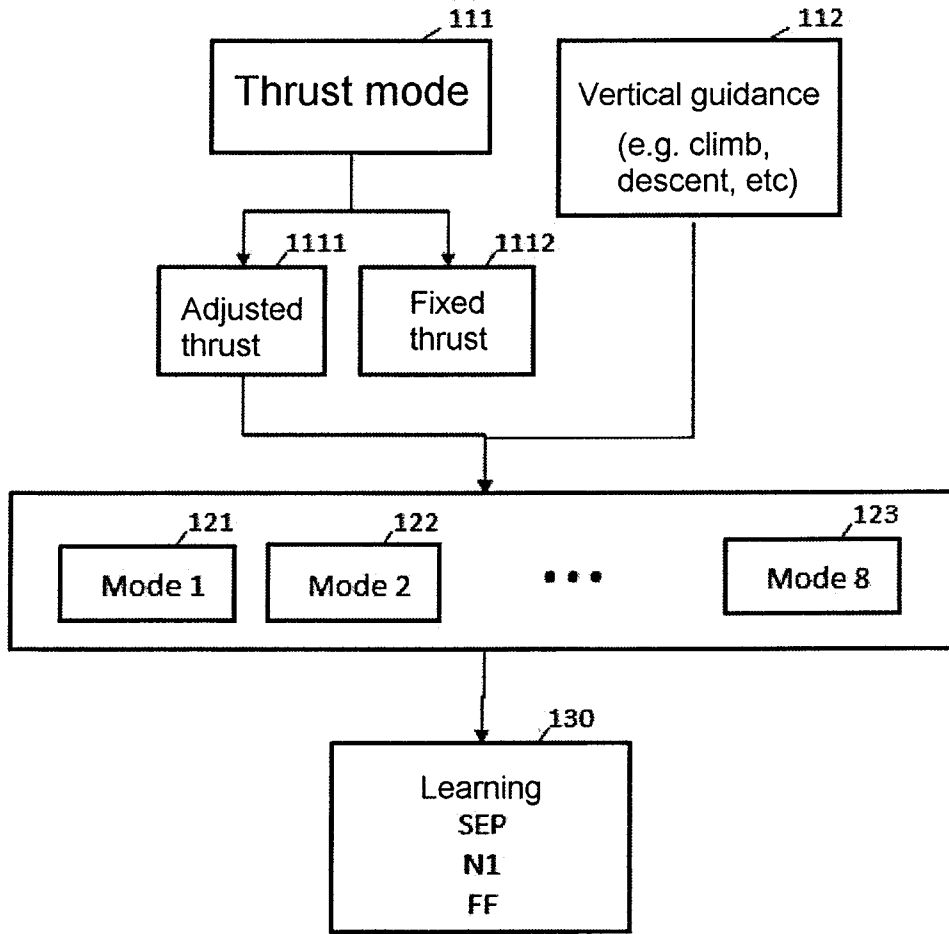 111
112
Thrust mode
Vertical guidance
(e.g. climb,
descent, etc)
1111
1112
Adjusted
thrust
Fixed
thrust
121
122
123
Mode 1
Mode 2
•••
Mode 8
130
Learning
SEP
N1
FF